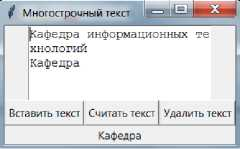 Многострочный текст
Кафедра информационных те
хнологий
Кафедра
Вставить текст Считать текст Удалить текст
Кафедра